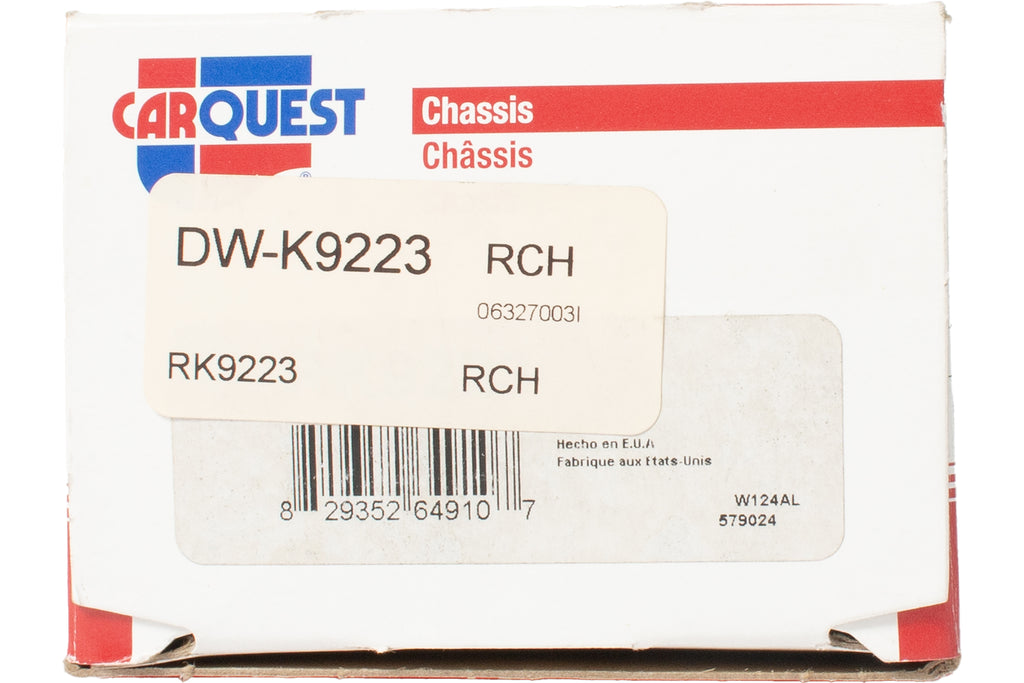 CARQUEST
®
Chassis
Châssis
DW-K9223 RCH
06327003I
RK9223 RCH
Hecho en E.U.A
Fabrique aux Etats-Unis
8 29352 64910 7
W124AL
579024